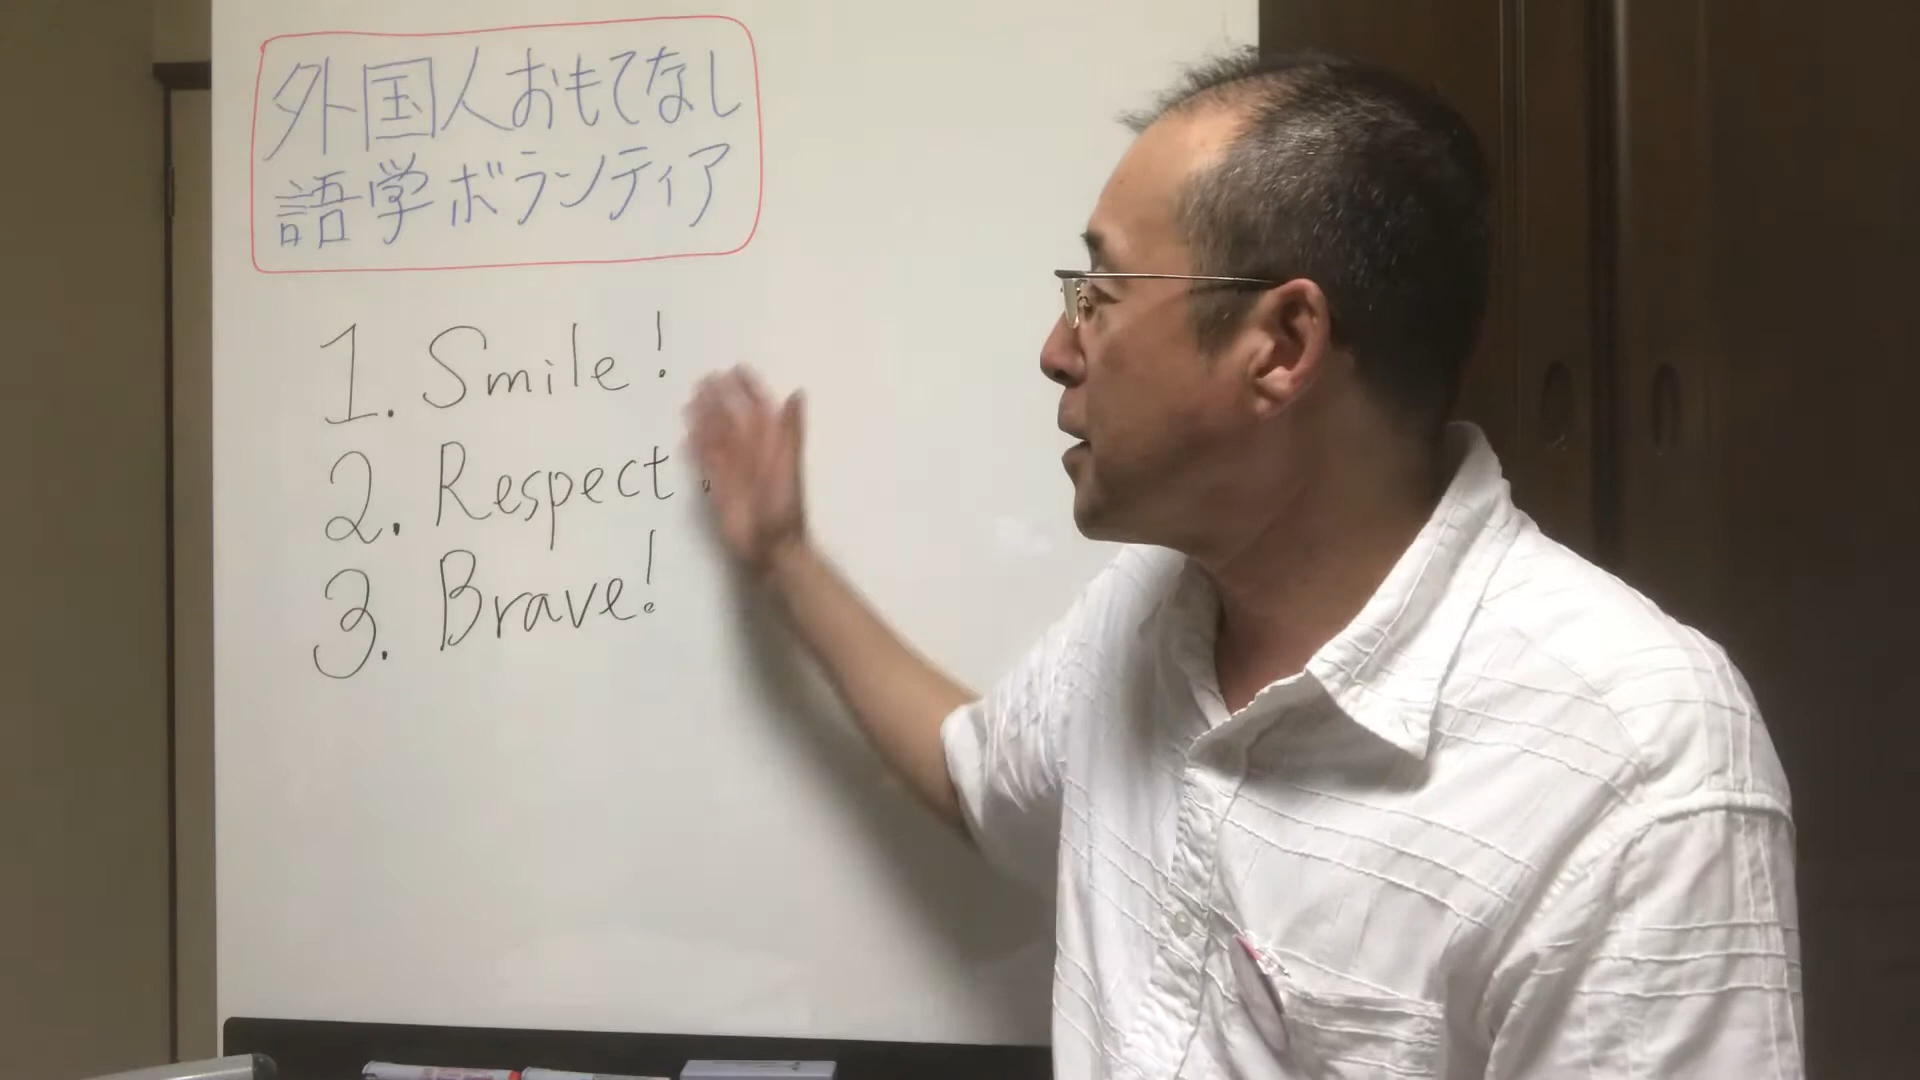 外国人おもてなし
語学ボランティア
1. Smile!
2. Respect.
3. Brave!